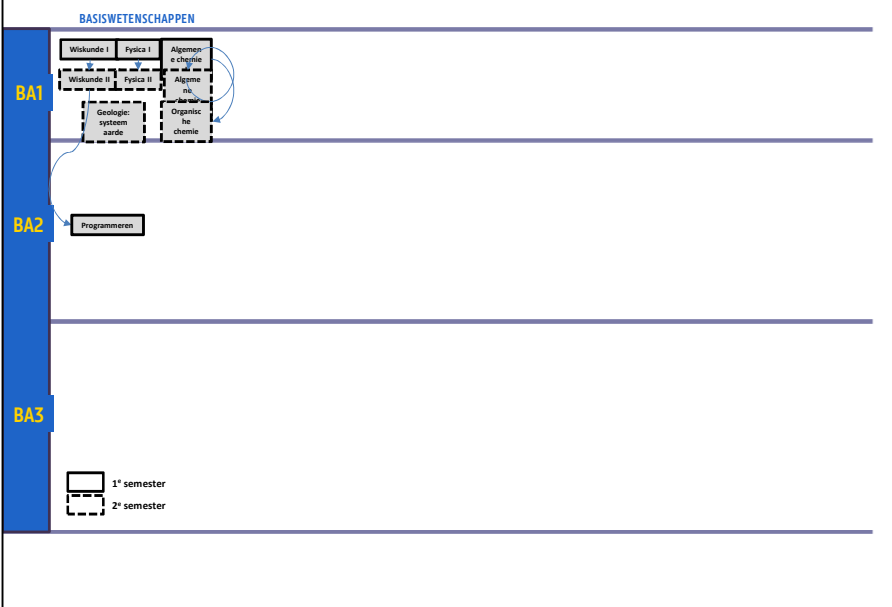 BASISWETENSCHAPPEN
BA1
Wiskunde I
Fysica I
Algemen
e chemie
Wiskunde II
Fysica II
Algeme
ne
chemie
Geologie:
systeem
aarde
Organisc
he
chemie
BA2
Programmeren
BA3
1e semester
2e semester